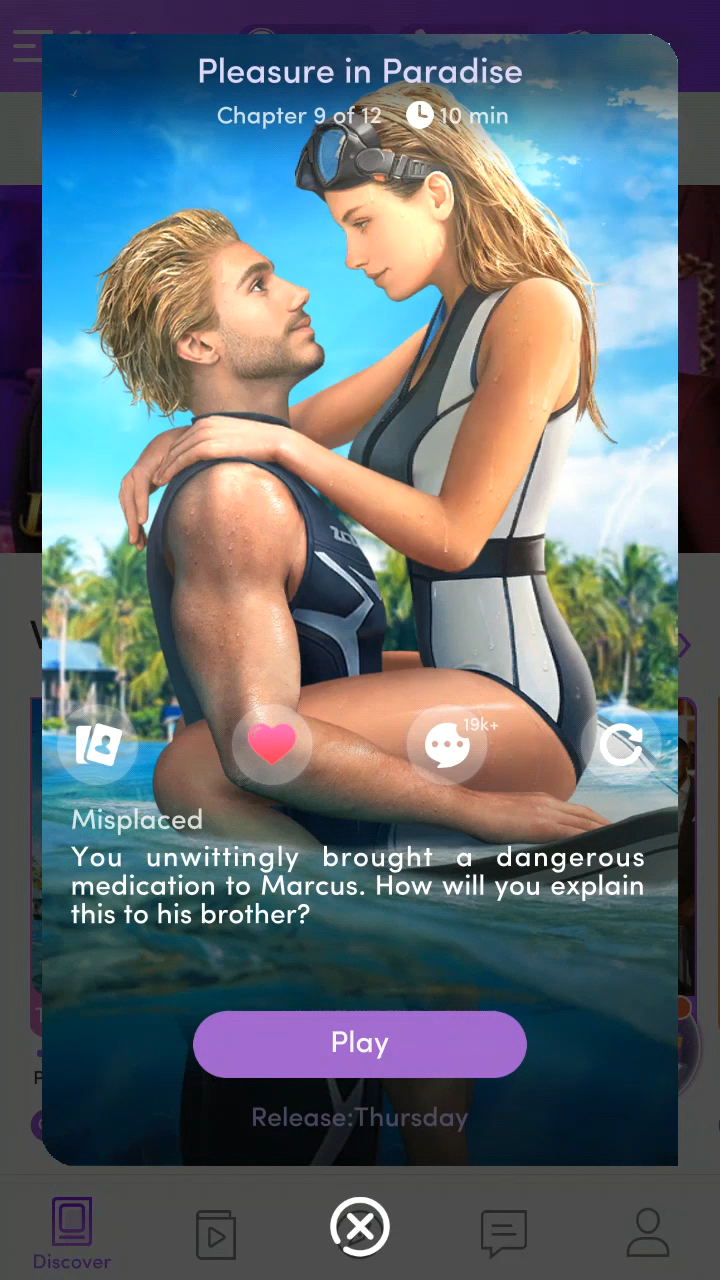 Pleasure in Paradise
Chapter 9 of 12 10 min
19k+
Misplaced
You unwittingly brought a dangerous
medication to Marcus. How will you explain
this to his brother?
Play
Release:Thursday
Discover